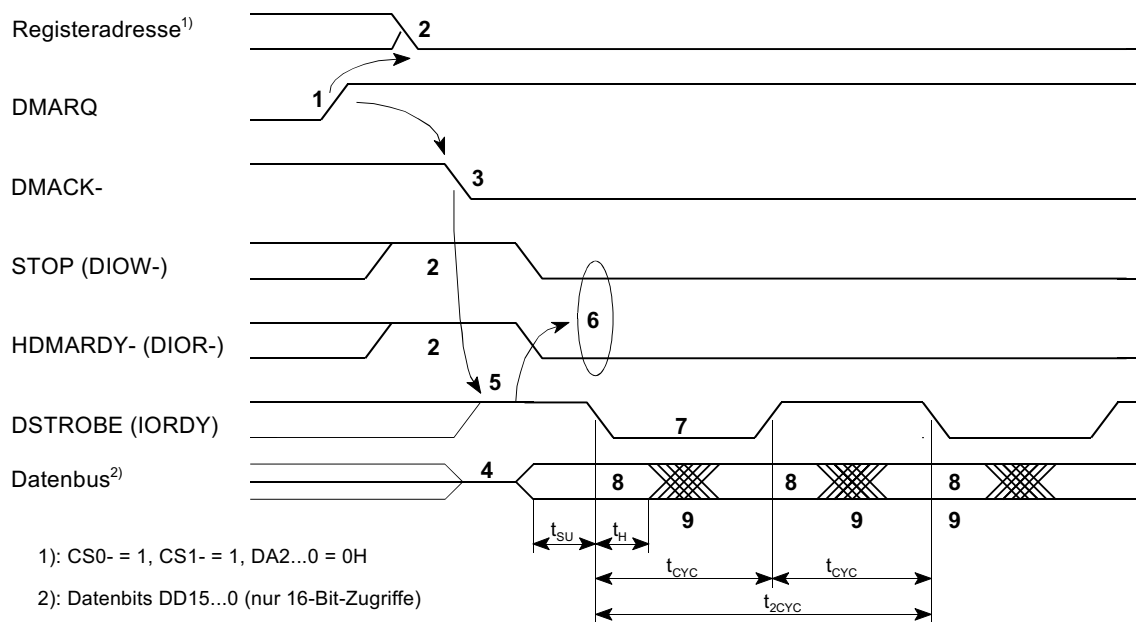 Registeradresse1)
2
DMARQ
1
DMACK-
3
STOP (DIOW-)
2
6
HDMARDY- (DIOR-)
2
5
DSTROBE (IORDY)
7
Datenbus2)
4
8
8
8
9
9
9
tSU
tH
tCYC
tCYC
t2CYC
1): CS0- = 1, CS1- = 1, DA2...0 = 0H
2): Datenbits DD15...0 (nur 16-Bit-Zugriffe)